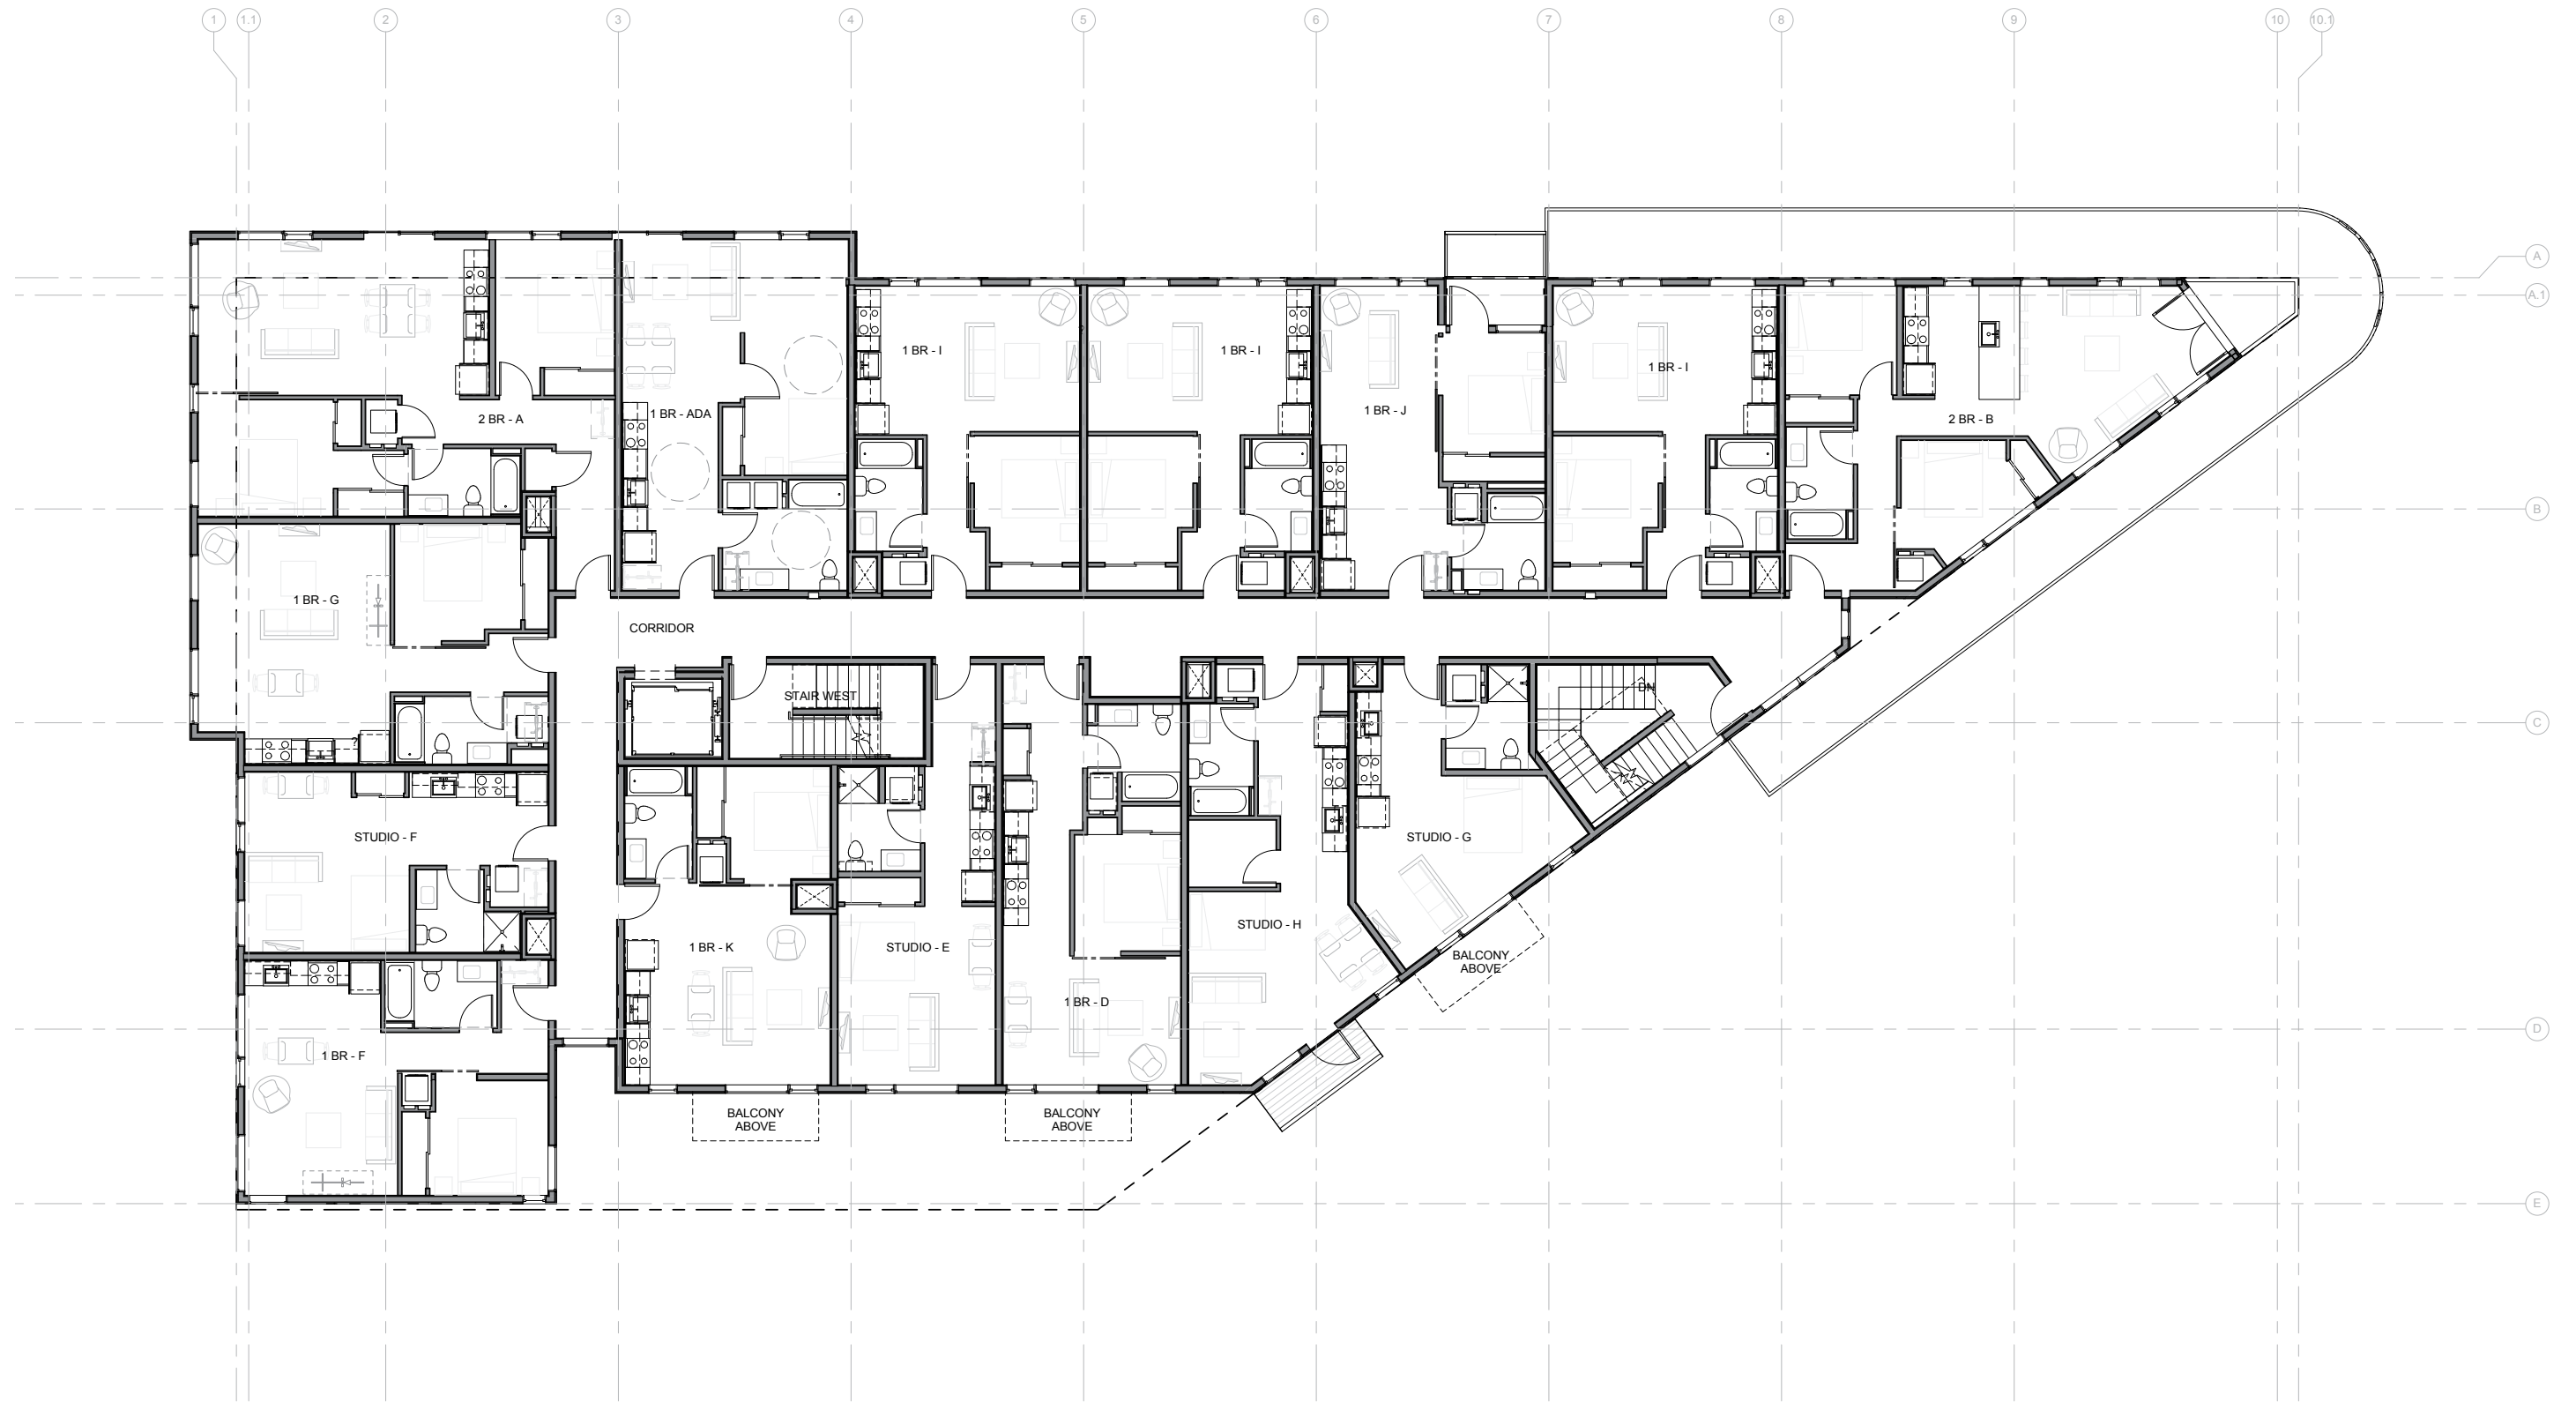 1
1.1
2
3
4
5
6
7
8
9
10
10.1
A
A.1
1 BR - I
1 BR - I
1 BR - I
1 BR - J
1 BR - ADA
2 BR - A
2 BR - B
B
1 BR - G
CORRIDOR
DN
STAIR WEST
C
?
STUDIO - F
STUDIO - G
STUDIO - H
1 BR - K
STUDIO - E
BALCONY
ABOVE
1 BR - D
D
1 BR - F
BALCONY
ABOVE
BALCONY
ABOVE
E